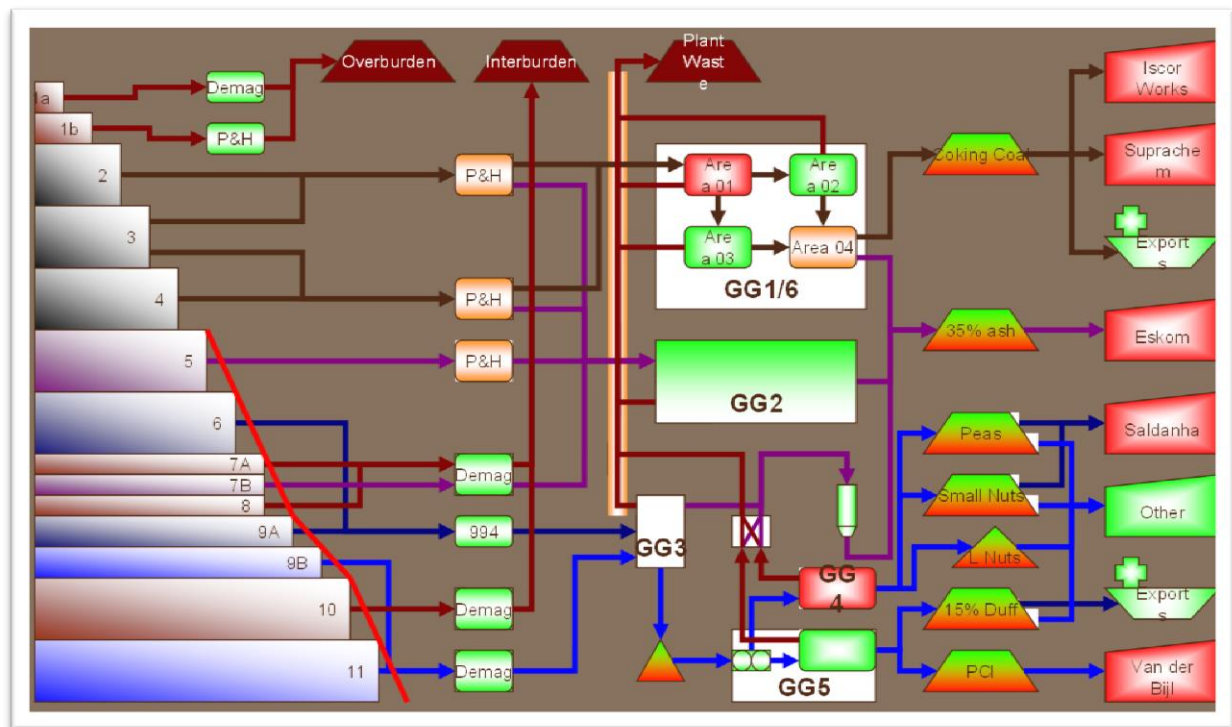 Overburden
Interburden
Plant
Wast
e
Iscor
Works
1a
Demag
1b
P&H
2
P&H
Are
a 01
Are
a 02
Coking Coal
Suprache
m
3
Are
a 03
Area 04
Export
s
GG1/6
4
P&H
35% ash
Eskom
5
P&H
GG2
6
Peas
Saldanha
7A
7B
8
Demag
Small Nuts
Other
9A
994
GG3
L Nuts
9B
GG
4
10
Demag
15% Duff
Export
s
11
Demag
GG5
PCI
Van der
Bijl